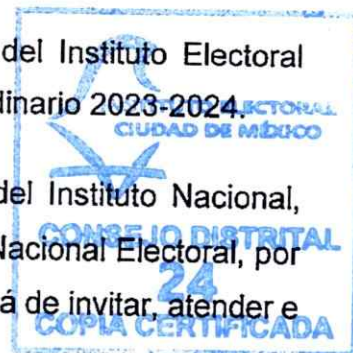 del Instituto Electoral
dinario 2023-2024.
ELECTORAL
CIUDAD DE MÉXICO
del Instituto Nacional,
CONSEJO DISTRITAL
Nacional Electoral, por
24
á de invitar, atender e
COPIA CERTIFICADA